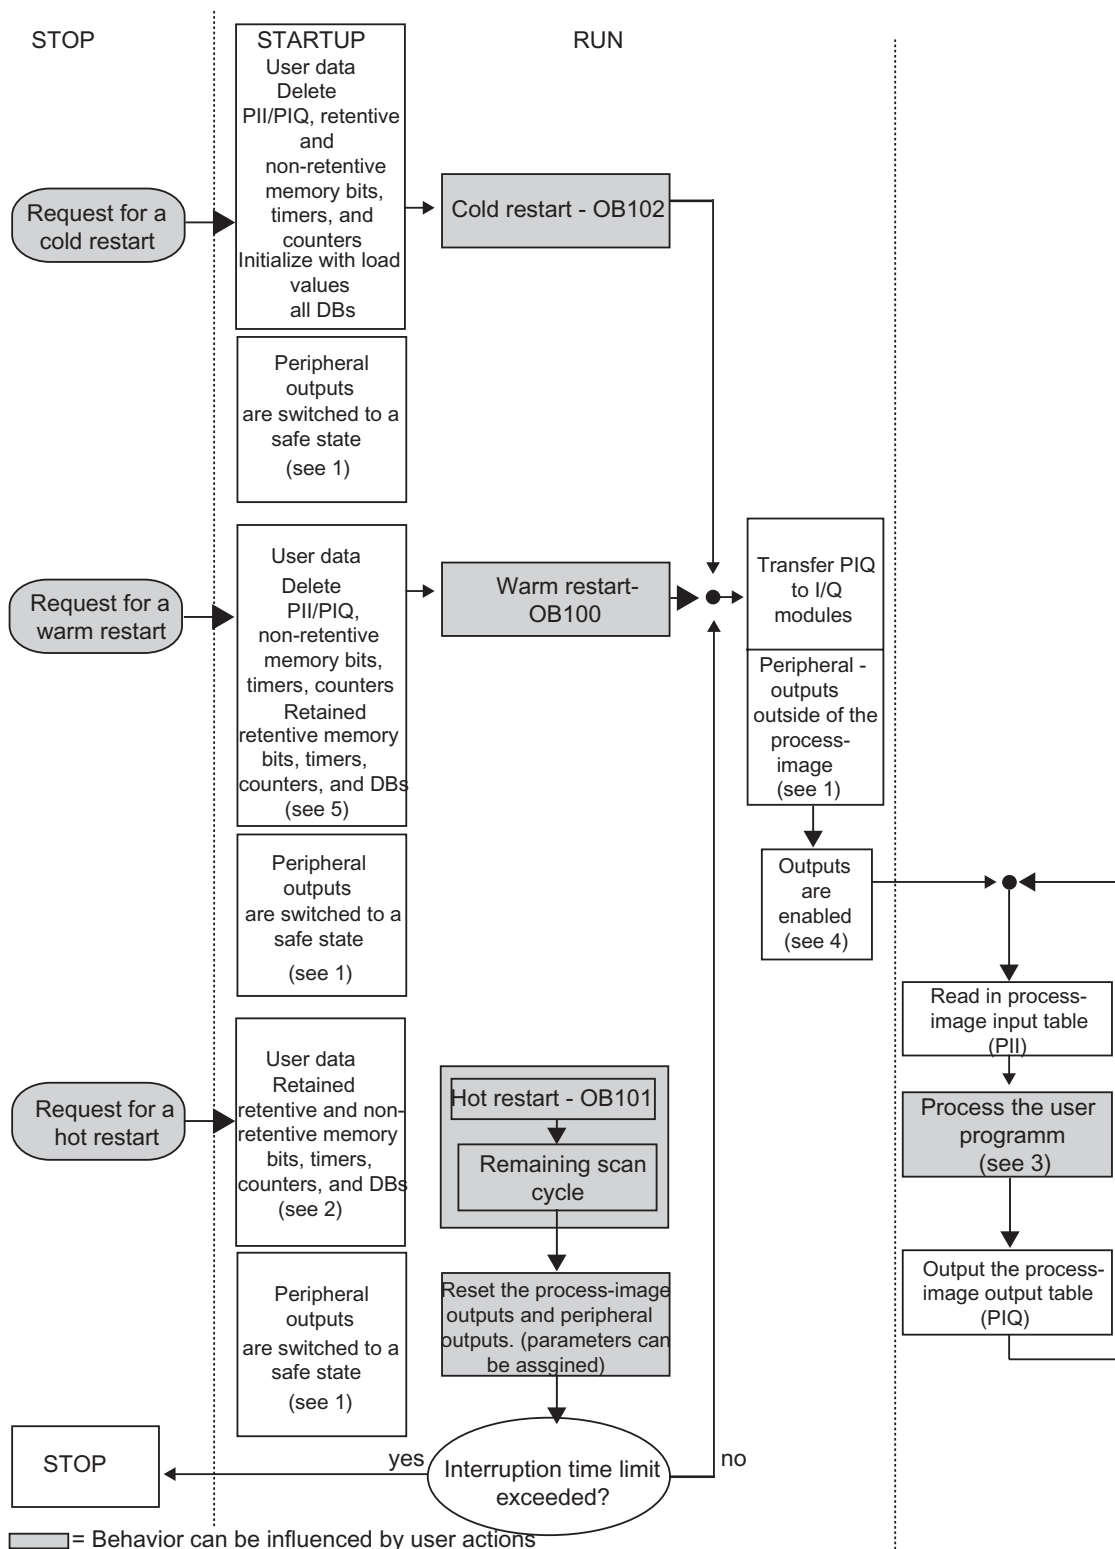 STOP
STARTUP
RUN
User data
Delete
PII/PIQ, retentive
and
non-retentive
memory bits,
timers, and
counters
Initialize with load
values
all DBs
Request for a
cold restart
Cold restart - OB102
Peripheral
outputs
are switched to a
safe state
(see 1)
User data
Delete
PII/PIQ,
non-retentive
memory bits,
timers, counters
Retained
retentive memory
bits, timers,
counters, and DBs
(see 5)
Request for a
warm restart
Warm restart-
OB100
Transfer PIQ
to I/Q
modules
Peripheral -
outputs
outside of the
process-
image
(see 1)
Peripheral
outputs
are switched to a
safe state
(see 1)
Outputs
are
enabled
(see 4)
Read in process-
image input table
(PII)
User data
Retained
retentive and non-
retentive memory
bits, timers,
counters, and DBs
(see 2)
Request for a
hot restart
Hot restart - OB101
Remaining scan
cycle
Process the user
programm
(see 3)
Output the process-
image output table
(PIQ)
Peripheral
outputs
are switched to a
safe state
(see 1)
Reset the process-image
outputs and peripheral
outputs. (parameters can
be assgined)
STOP
yes
Interruption time limit
exceeded?
no
= Behavior can be influenced by user actions